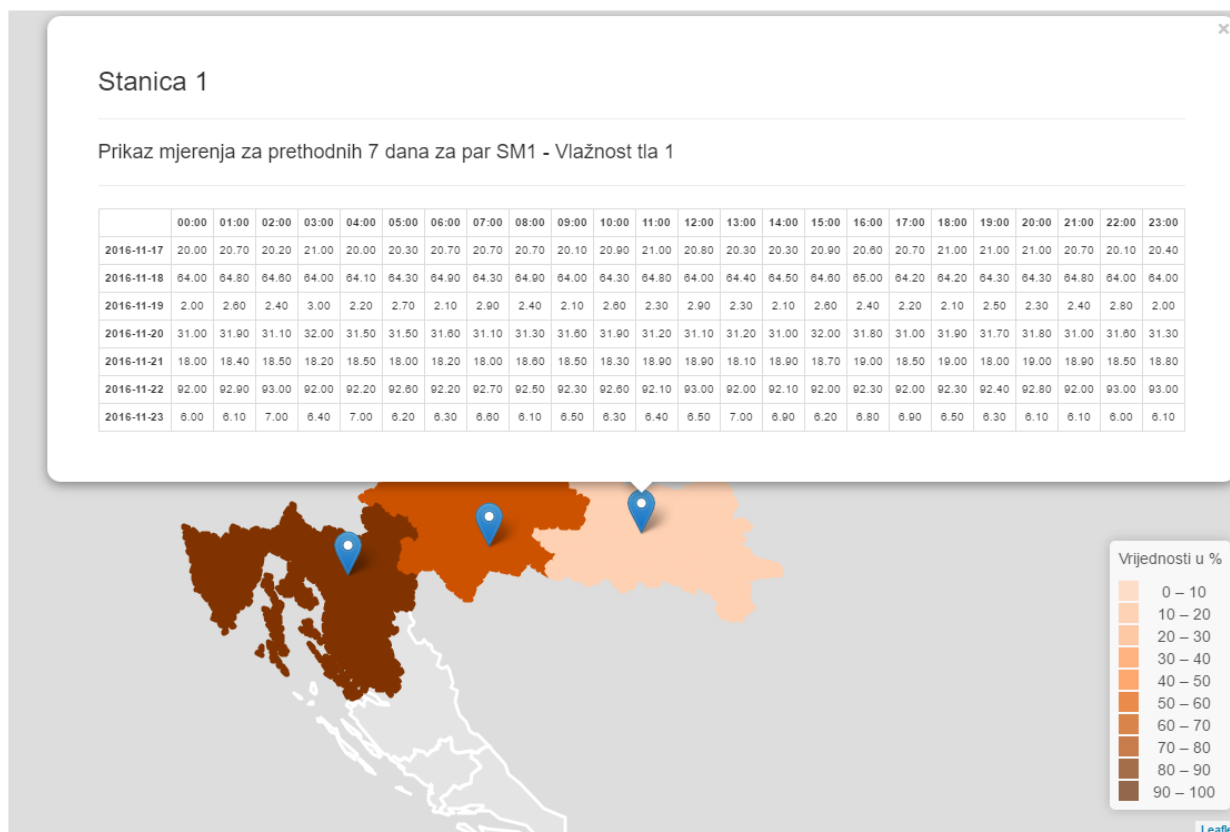 ×
Stanica 1
Prikaz mjerenja za prethodnih 7 dana za par SM1 - Vlažnost tla 1
00:00 01:00 02:00 03:00 04:00 05:00 06:00 07:00 08:00 09:00 10:00 11:00 12:00 13:00 14:00 15:00 16:00 17:00 18:00 19:00 20:00 21:00 22:00 23:00
2016-11-17 20.00 20.70 20.20 21.00 20.00 20.30 20.70 20.70 20.70 20.10 20.90 21.00 20.80 20.30 20.30 20.90 20.60 20.70 21.00 21.00 21.00 20.70 20.10 20.40
2016-11-18 64.00 64.80 64.60 64.00 64.10 64.30 64.90 64.30 64.90 64.00 64.30 64.80 64.00 64.40 64.50 64.60 65.00 64.20 64.20 64.30 64.30 64.80 64.00 64.00
2016-11-19 2.00 2.60 2.40 3.00 2.20 2.70 2.10 2.90 2.40 2.10 2.60 2.30 2.90 2.30 2.10 2.60 2.40 2.20 2.10 2.50 2.30 2.40 2.80 2.00
2016-11-20 31.00 31.90 31.10 32.00 31.50 31.50 31.60 31.10 31.30 31.60 31.90 31.20 31.10 31.20 31.00 32.00 31.80 31.00 31.90 31.70 31.80 31.00 31.60 31.30
2016-11-21 18.00 18.40 18.50 18.20 18.50 18.00 18.20 18.00 18.60 18.50 18.30 18.90 18.90 18.10 18.90 18.70 19.00 18.50 19.00 18.00 19.00 18.90 18.50 18.80
2016-11-22 92.00 92.90 93.00 92.00 92.20 92.60 92.20 92.70 92.50 92.30 92.60 92.10 93.00 92.00 92.10 92.00 92.30 92.00 92.30 92.40 92.80 92.00 93.00 93.00
2016-11-23 6.00 6.10 7.00 6.40 7.00 6.20 6.30 6.60 6.10 6.50 6.30 6.40 6.50 7.00 6.90 6.20 6.80 6.90 6.50 6.30 6.10 6.10 6.00 6.10
Vrijednosti u %
0 – 10
10 – 20
20 – 30
30 – 40
40 – 50
50 – 60
60 – 70
70 – 80
80 – 90
90 – 100